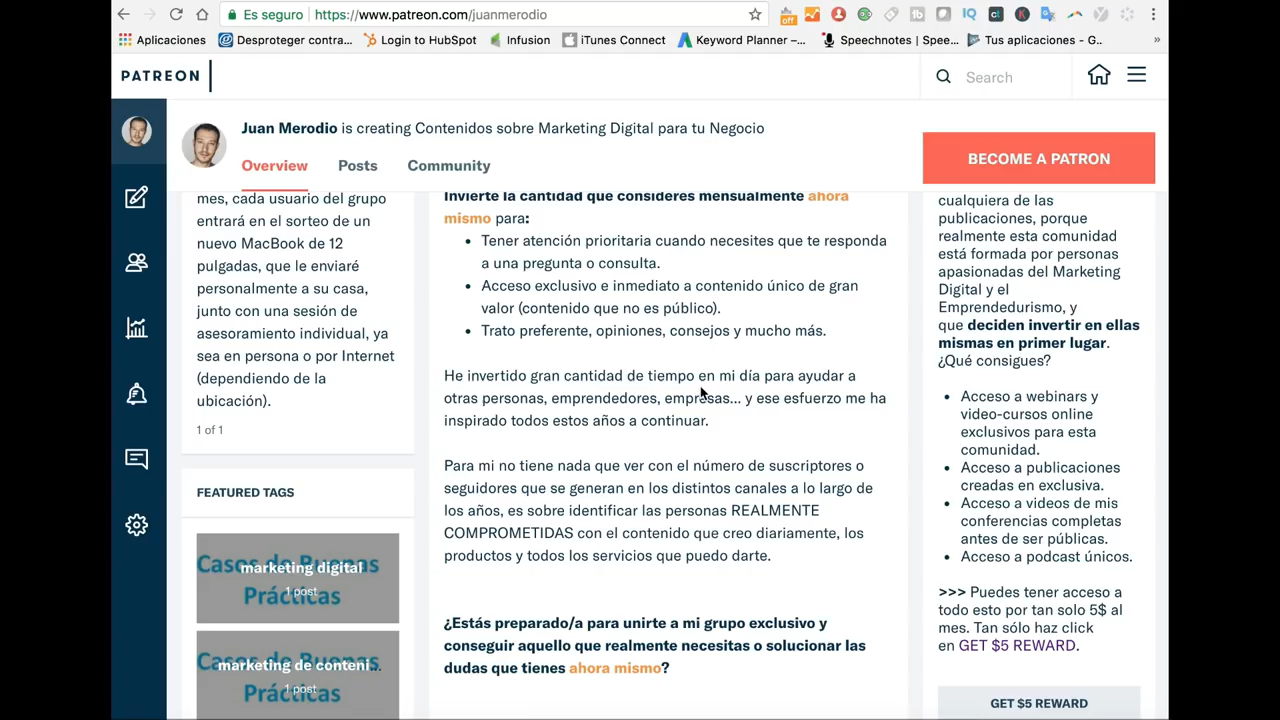 Es seguro https://www.patreon.com/juanmerodio
Aplicaciones Desproteger contra... Login to HubSpot Infusion iTunes Connect Keyword Planner –... Speechnotes | Spee... Tus aplicaciones - G.. »
PATREON
Search
Juan Merodio is creating Contenidos sobre Marketing Digital para tu Negocio
Overview Posts Community
BECOME A PATRON
mes, cada usuario del grupo
entrará en el sorteo de un
nuevo MacBook de 12
pulgadas, que le enviaré
personalmente a su casa,
junto con una sesión de
asesoramiento individual, ya
sea en persona o por Internet
(dependiendo de la
ubicación).
1 of 1
FEATURED TAGS
Casos de Buenas
marketing digital
Prácticas
1 post
Casos de Buenas
marketing de conteni...
Prácticas
1 post
Invierte la cantidad que consideres mensualmente ahora
mismo para:
• Tener atención prioritaria cuando necesites que te responda
a una pregunta o consulta.
• Acceso exclusivo e inmediato a contenido único de gran
valor (contenido que no es público).
• Trato preferente, opiniones, consejos y mucho más.
He invertido gran cantidad de tiempo en mi día para ayudar a
otras personas, emprendedores, empresas... y ese esfuerzo me ha
inspirado todos estos años a continuar.
Para mi no tiene nada que ver con el número de suscriptores o
seguidores que se generan en los distintos canales a lo largo de
los años, es sobre identificar las personas REALMENTE
COMPROMETIDAS con el contenido que creo diariamente, los
productos y todos los servicios que puedo darte.
¿Estás preparado/a para unirte a mi grupo exclusivo y
conseguir aquello que realmente necesitas o solucionar las
dudas que tienes ahora mismo?
cualquiera de las
publicaciones, porque
realmente esta comunidad
está formada por personas
apasionadas del Marketing
Digital y el
Emprendedurismo, y
que deciden invertir en ellas
mismas en primer lugar.
¿Qué consigues?
• Acceso a webinars y
video-cursos online
exclusivos para esta
comunidad.
• Acceso a publicaciones
creadas en exclusiva.
• Acceso a videos de mis
conferencias completas
antes de ser públicas.
• Acceso a podcast únicos.
>>> Puedes tener acceso a
todo esto por tan solo 5$ al
mes. Tan sólo haz click
en GET $5 REWARD.
GET $5 REWARD